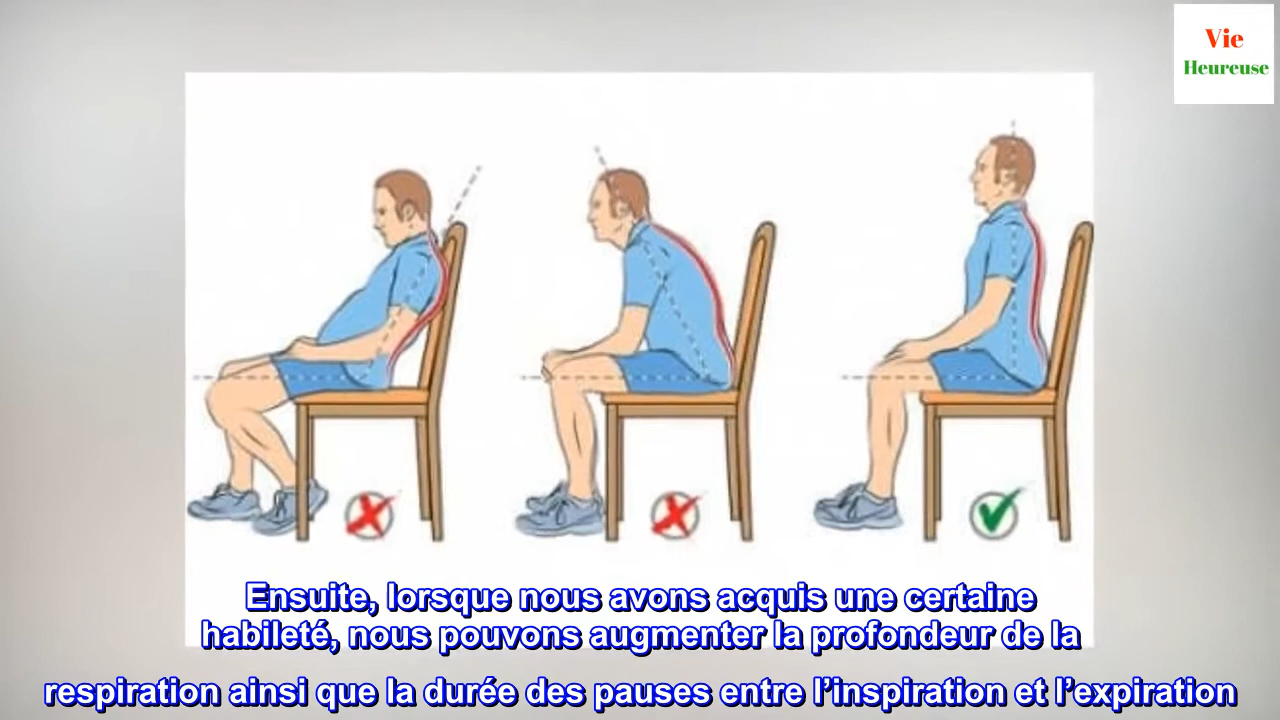 Vie
Heureuse
Ensuite, lorsque nous avons acquis une certaine
habileté, nous pouvons augmenter la profondeur de la
respiration ainsi que la durée des pauses entre l’inspiration et l’expiration